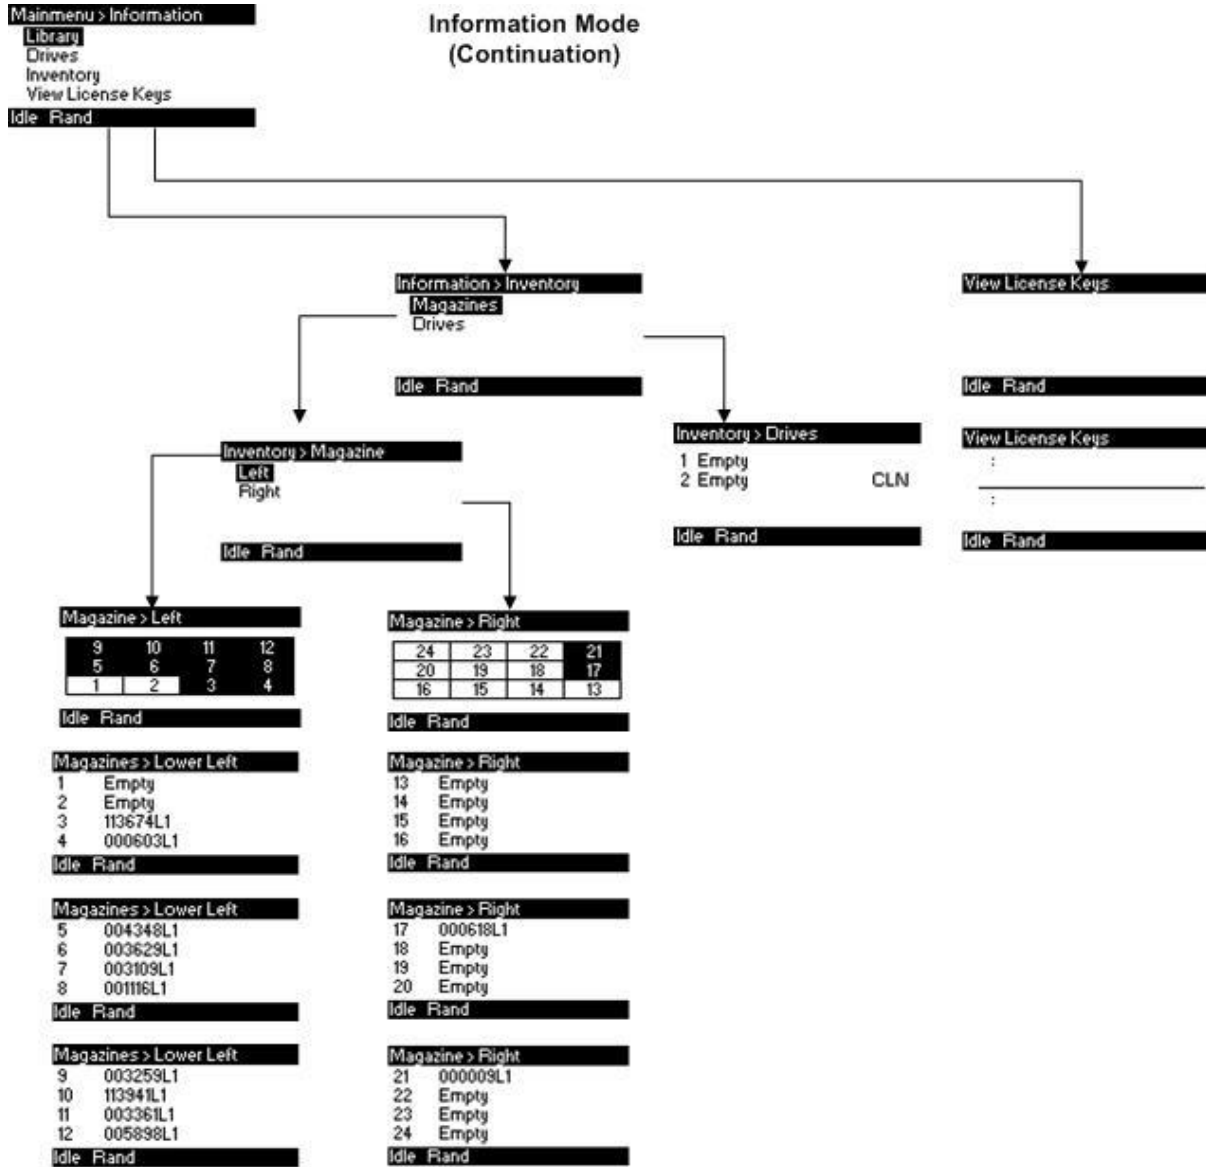 Mainmenu > Information
Library
Drives
Inventory
View License Keys
Idle Rand
Information Mode
(Continuation)
Information > Inventory
Magazines
Drives
Idle Rand
View License Keys
Idle Rand
Inventory > Magazine
Left
Right
Idle Rand
Inventory > Drives
1 Empty
2 Empty CLN
Idle Rand
View License Keys
:
:
Idle Rand
Magazine > Left
9 10 11 12
5 6 7 8
1 2 3 4
Idle Rand
Magazine > Right
24 23 22 21
20 19 18 17
16 15 14 13
Idle Rand
Magazines > Lower Left
1 Empty
2 Empty
3 113674L1
4 000603L1
Idle Rand
Magazine > Right
13 Empty
14 Empty
15 Empty
16 Empty
Idle Rand
Magazines > Lower Left
5 004348L1
6 003629L1
7 003109L1
8 001116L1
Idle Rand
Magazine > Right
17 000618L1
18 Empty
19 Empty
20 Empty
Idle Rand
Magazines > Lower Left
9 003259L1
10 113941L1
11 003361L1
12 005898L1
Idle Rand
Magazine > Right
21 000009L1
22 Empty
23 Empty
24 Empty
Idle Rand